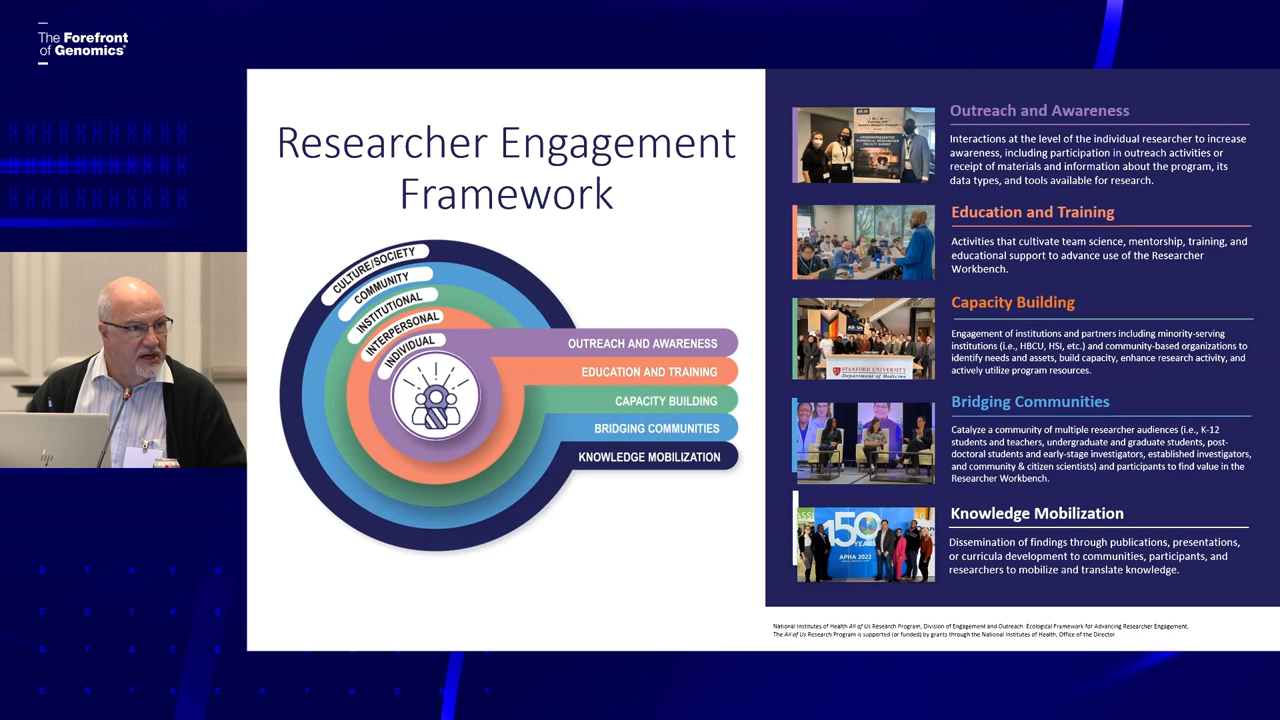 The Forefront
of Genomics®
Researcher Engagement
Framework
CULTURE/SOCIETY
COMMUNITY
INSTITUTIONAL
INTERPERSONAL
INDIVIDUAL
OUTREACH AND AWARENESS
EDUCATION AND TRAINING
CAPACITY BUILDING
BRIDGING COMMUNITIES
KNOWLEDGE MOBILIZATION
Outreach and Awareness
Interactions at the level of the individual researcher to increase
awareness, including participation in outreach activities or
receipt of materials and information about the program, its
data types, and tools available for research.
Education and Training
Activities that cultivate team science, mentorship, training, and
educational support to advance use of the Researcher
Workbench.
Capacity Building
Engagement of institutions and partners including minority-serving
institutions (i.e., HBCU, HSI, etc.) and community-based organizations to
identify needs and assets, build capacity, enhance research activity, and
actively utilize program resources.
STANFORD UNIVERSITY
Department of Medicine
Bridging Communities
Catalyze a community of multiple researcher audiences (i.e., K-12
students and teachers, undergraduate and graduate students, post-
doctoral students and early-stage investigators, established investigators,
and community & citizen scientists) and participants to find value in the
Researcher Workbench.
Knowledge Mobilization
Dissemination of findings through publications, presentations,
or curricula development to communities, participants, and
researchers to mobilize and translate knowledge.
150
YEARS
APHA 2022
National Institutes of Health All of Us Research Program, Division of Engagement and Outreach: Ecological Framework for Advancing Researcher Engagement.
The All of Us Research Program is supported (or funded) by grants through the National Institutes of Health, Office of the Director